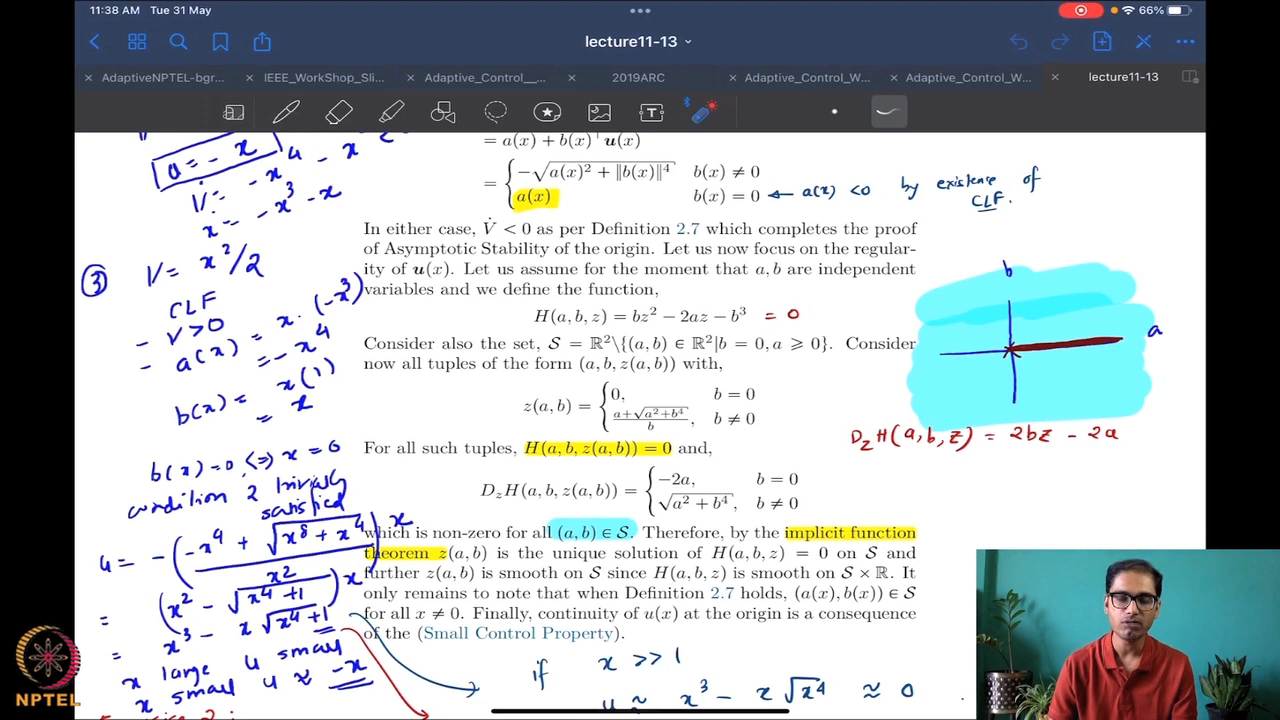 11:38 AM Tue 31 May
66%
lecture11-13
AdaptiveNPTEL-bgr...
IEEE_WorkShop_Sli...
Adaptive_Control__...
2019ARC
Adaptive_Control_W...
Adaptive_Control_W...
lecture11-13
= a(x) + b(x)⊤u(x)
= { −√(a(x)² + ‖b(x)‖⁴) b(x) ≠ 0
a(x) b(x) = 0 ← a(x) < 0 by existence of
CLF.
In either case, V̇ < 0 as per Definition 2.7 which completes the proof
of Asymptotic Stability of the origin. Let us now focus on the regular-
ity of u(x). Let us assume for the moment that a, b are independent
variables and we define the function,
H(a, b, z) = bz² − 2az − b³ = 0
Consider also the set, S = ℝ²\{(a, b) ∈ ℝ²|b = 0, a ⩾ 0}. Consider
now all tuples of the form (a, b, z(a, b)) with,
z(a, b) = { 0, b = 0
(a+√(a²+b⁴))/b, b ≠ 0
For all such tuples, H(a, b, z(a, b)) = 0 and,
D_zH(a, b, z(a, b)) = { −2a, b = 0
√(a² + b⁴), b ≠ 0
which is non-zero for all (a, b) ∈ S. Therefore, by the implicit function
theorem z(a, b) is the unique solution of H(a, b, z) = 0 on S and
further z(a, b) is smooth on S since H(a, b, z) is smooth on S × ℝ. It
only remains to note that when Definition 2.7 holds, (a(x), b(x)) ∈ S
for all x ≠ 0. Finally, continuity of u(x) at the origin is a consequence
of the (Small Control Property).
if x >> 1
u ≈ x³ − x √x⁴ ≈ 0
u = − x
V̇ = − x⁴ − x
ẋ = − x³ − x
③ V = x²/2
CLF
- V > 0
- a(x) = x · (−x³)
= − x⁴
b(x) = x(1)
= x
b(x) = 0 <=> x = 0
condition 2 trivially
satisfied
u = − (−x⁴ + √(x⁸ + x⁴))/x² x
= (x² − √(x⁴ + 1)) x
= x³ − x √(x⁴ + 1)
x large u small
x small u ≈ −x
b
a
D_z H(a, b, z) = 2bz − 2a
NPTEL